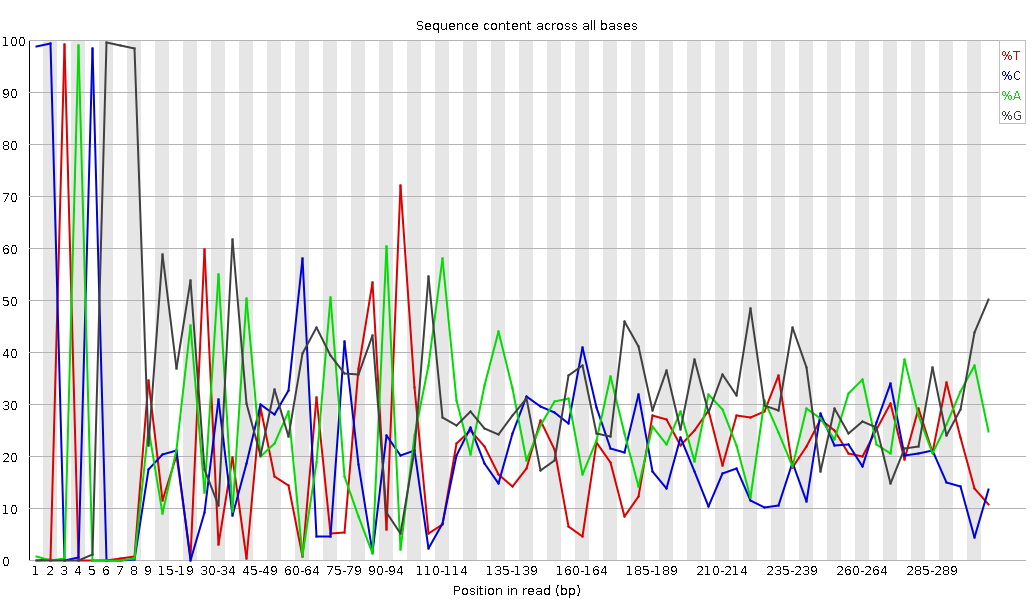 Sequence content across all bases
100
90
80
70
60
50
40
30
20
10
0
%T
%C
%A
%G
1 2 3 4 5 6 7 8 9 15-19 30-34 45-49 60-64 75-79 90-94 110-114 135-139 160-164 185-189 210-214 235-239 260-264 285-289
Position in read (bp)